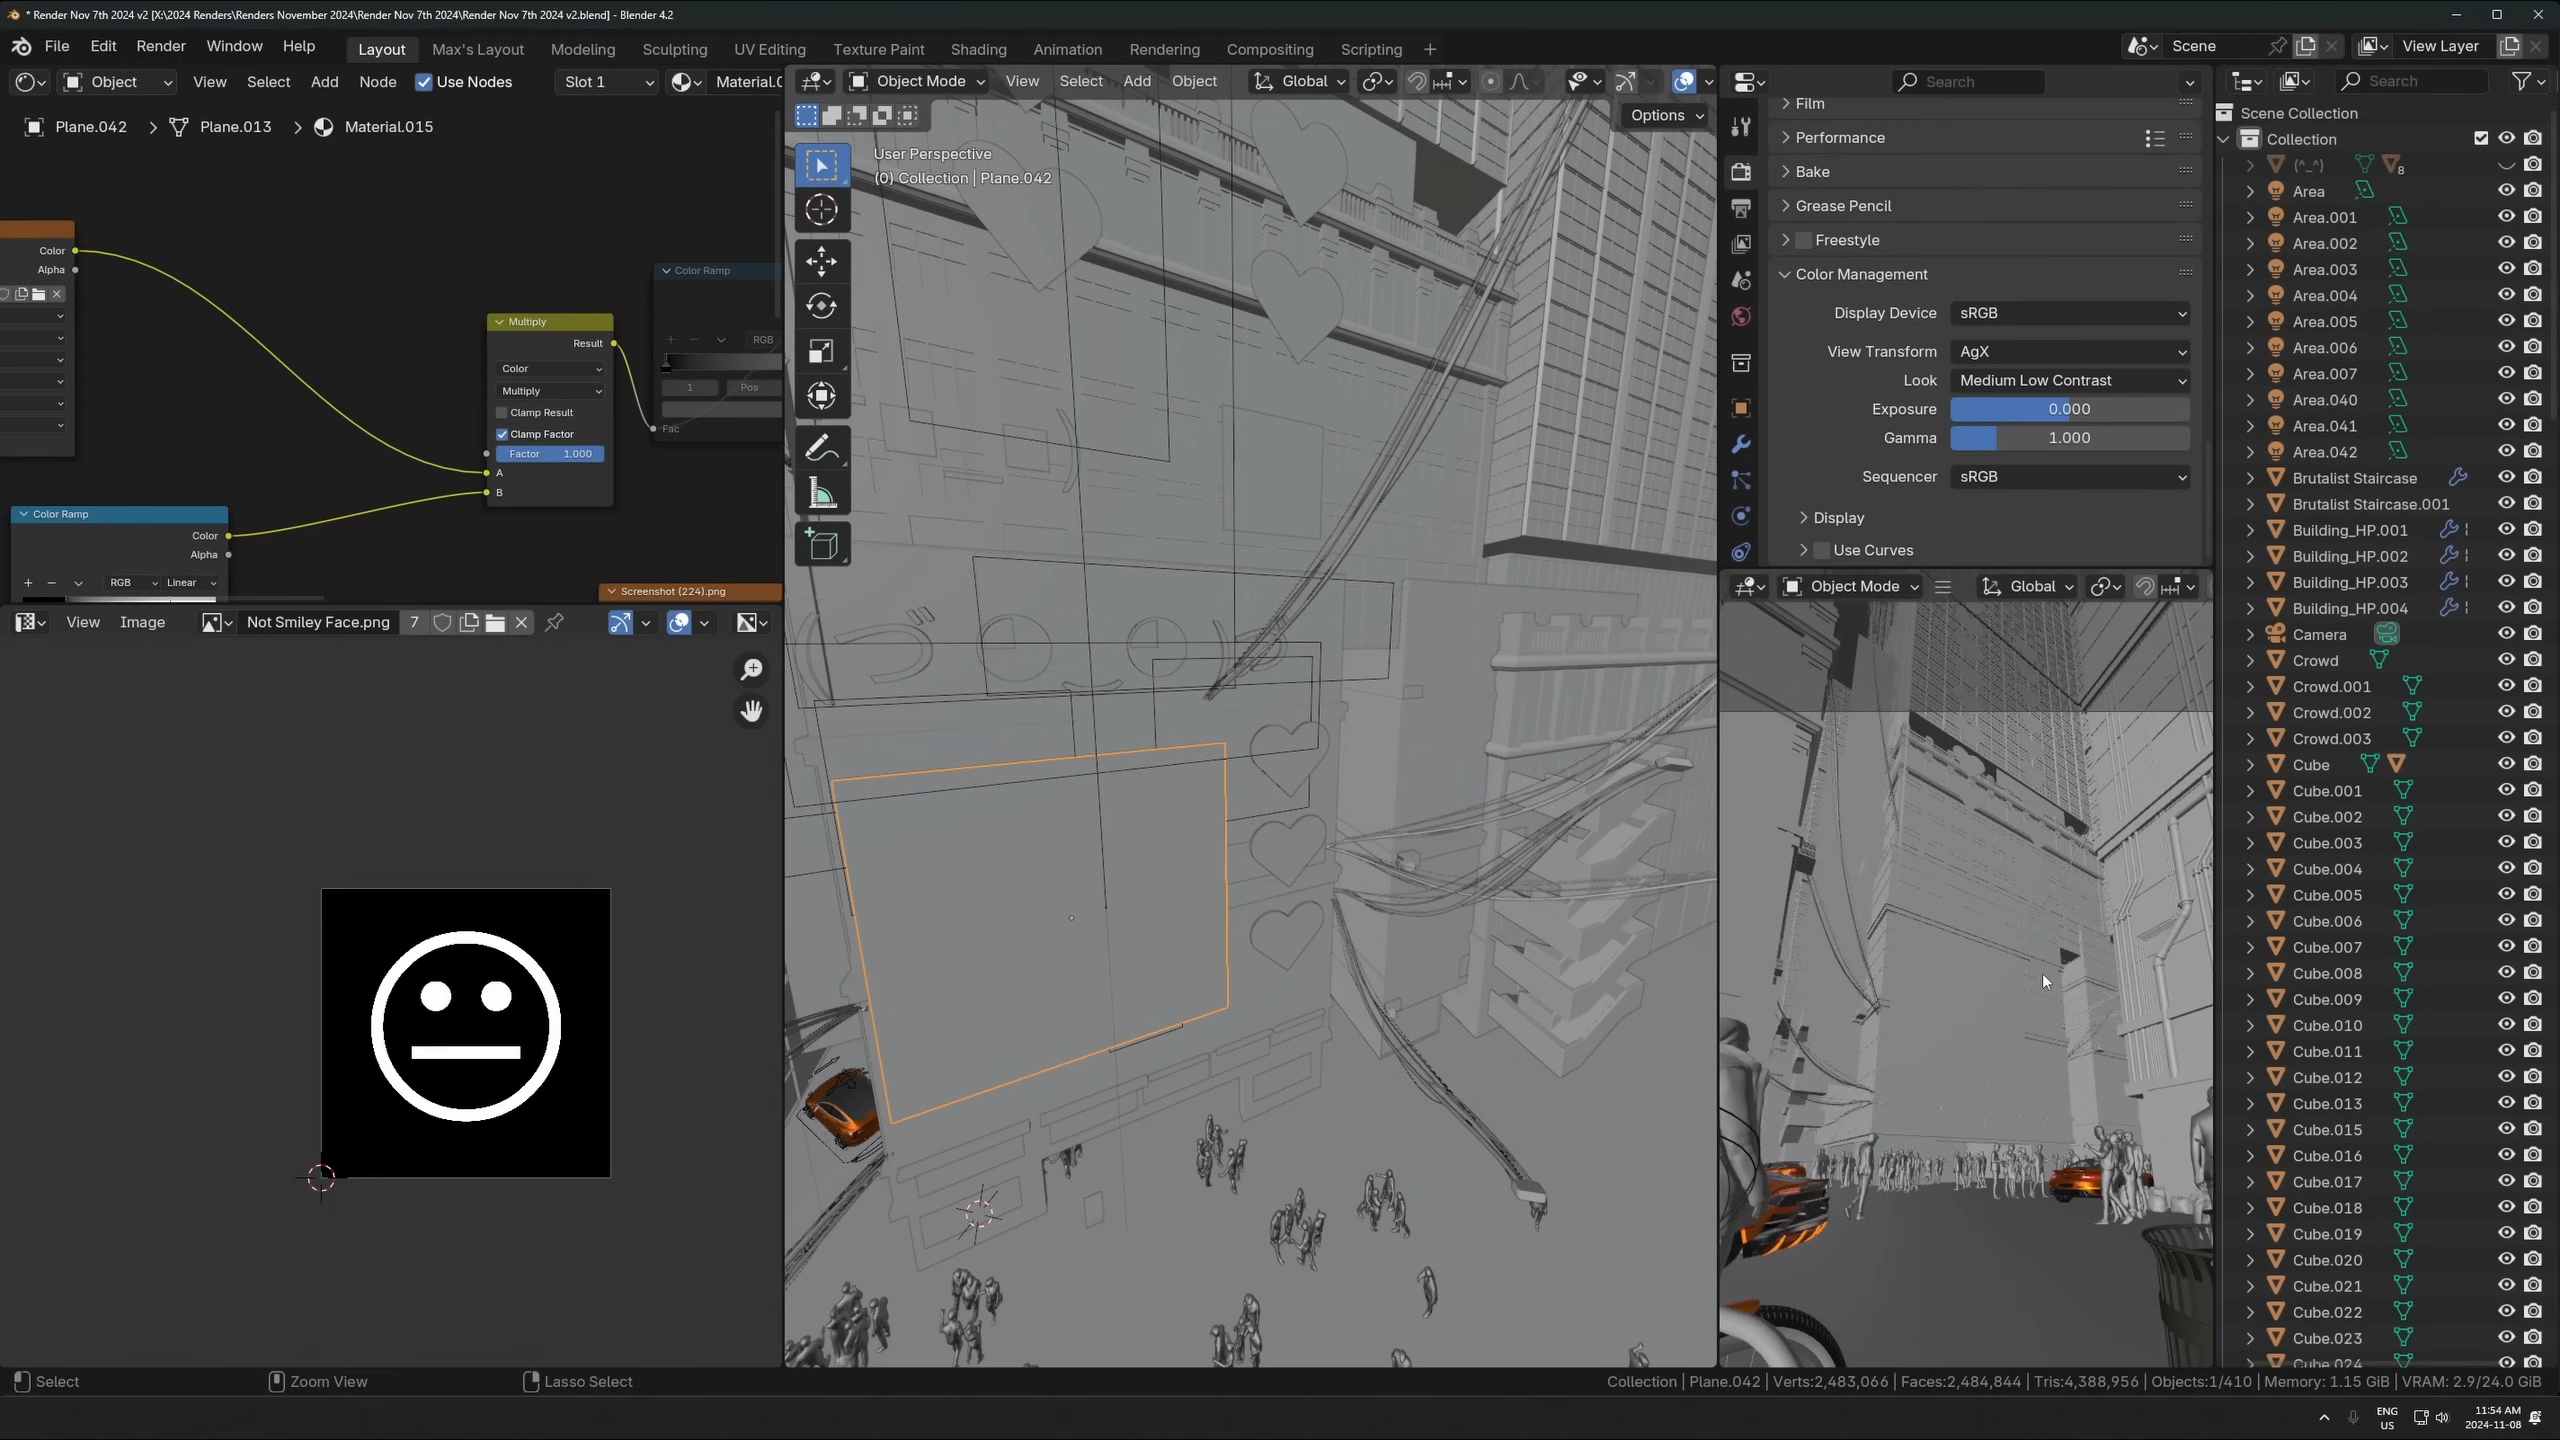 * Render Nov 7th 2024 v2 [X:\2024 Renders\Renders November 2024\Render Nov 7th 2024\Render Nov 7th 2024 v2.blend] - Blender 4.2
File Edit Render Window Help Layout Max's Layout Modeling Sculpting UV Editing Texture Paint Shading Animation Rendering Compositing Scripting + Scene View Layer
Object View Select Add Node Use Nodes Slot 1 Material.0
Plane.042 > Plane.013 > Material.015
Color
Alpha
Multiply
Result
Color
Multiply
Clamp Result
Clamp Factor
Factor 1.000
A
B
Color Ramp
RGB
1 Pos
Fac
Color Ramp
Color
Alpha
RGB Linear
Screenshot (224).png
View Image Not Smiley Face.png 7
Object Mode View Select Add Object Global
Options
User Perspective
(0) Collection | Plane.042
Search
Film
Performance
Bake
Grease Pencil
Freestyle
Color Management
Display Device sRGB
View Transform AgX
Look Medium Low Contrast
Exposure 0.000
Gamma 1.000
Sequencer sRGB
Display
Use Curves
Object Mode Global
Search
Scene Collection
Collection
(^_^) 8
Area
Area.001
Area.002
Area.003
Area.004
Area.005
Area.006
Area.007
Area.040
Area.041
Area.042
Brutalist Staircase
Brutalist Staircase.001
Building_HP.001
Building_HP.002
Building_HP.003
Building_HP.004
Camera
Crowd
Crowd.001
Crowd.002
Crowd.003
Cube
Cube.001
Cube.002
Cube.003
Cube.004
Cube.005
Cube.006
Cube.007
Cube.008
Cube.009
Cube.010
Cube.011
Cube.012
Cube.013
Cube.015
Cube.016
Cube.017
Cube.018
Cube.019
Cube.020
Cube.021
Cube.022
Cube.023
Cube.024
Select Zoom View Lasso Select
Collection | Plane.042 | Verts:2,483,066 | Faces:2,484,844 | Tris:4,388,956 | Objects:1/410 | Memory: 1.15 GiB | VRAM: 2.9/24.0 GiB
ENG
US
11:54 AM
2024-11-08